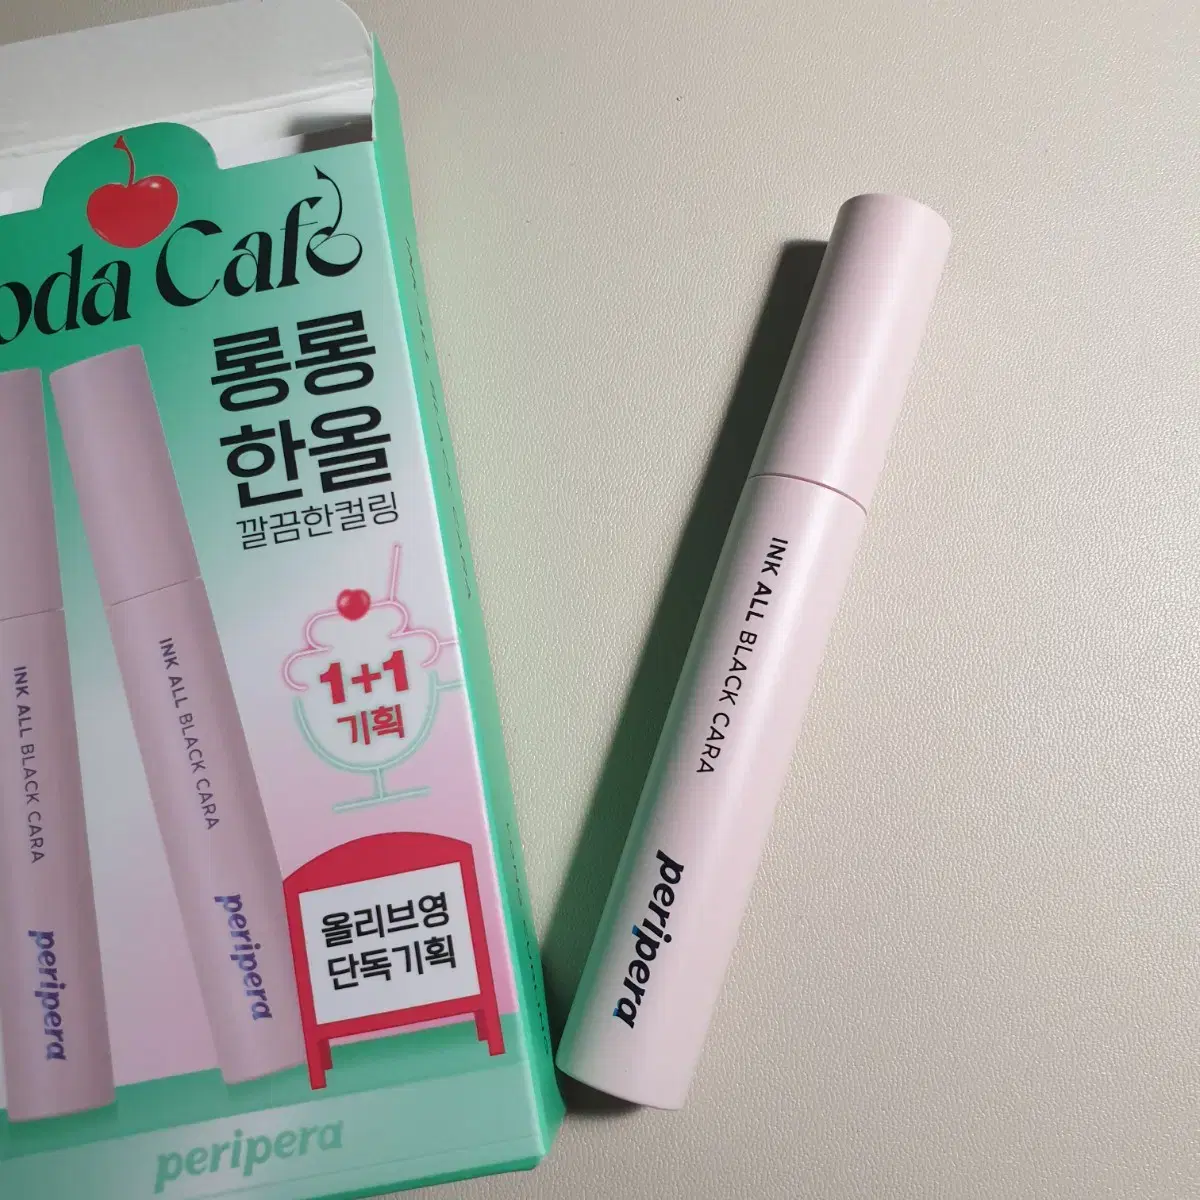 oda Café
롱롱
한올
깔끔한컬링
1+1
기획
올리브영
단독기획
INK ALL BLACK CARA
peripera
INK ALL BLACK CARA
peripera
peripera
INK ALL BLACK CARA
peripera